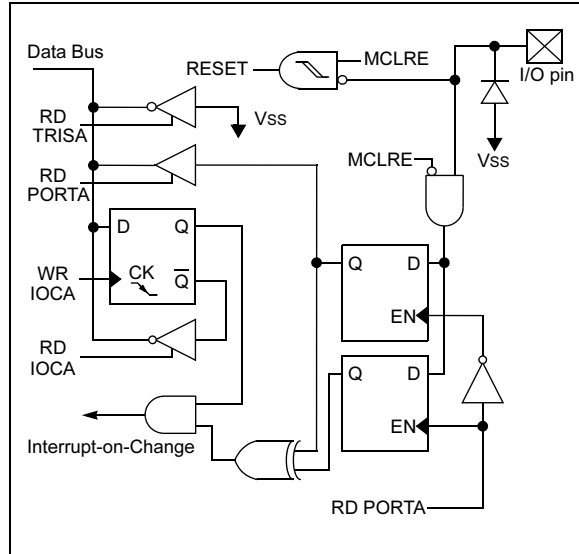 Data Bus
RESET
MCLRE
I/O pin
RD
TRISA
VSS
VSS
MCLRE
RD
PORTA
D
Q
CK
Q
WR
IOCA
Q
D
EN
RD
IOCA
Q
D
EN
Interrupt-on-Change
RD PORTA